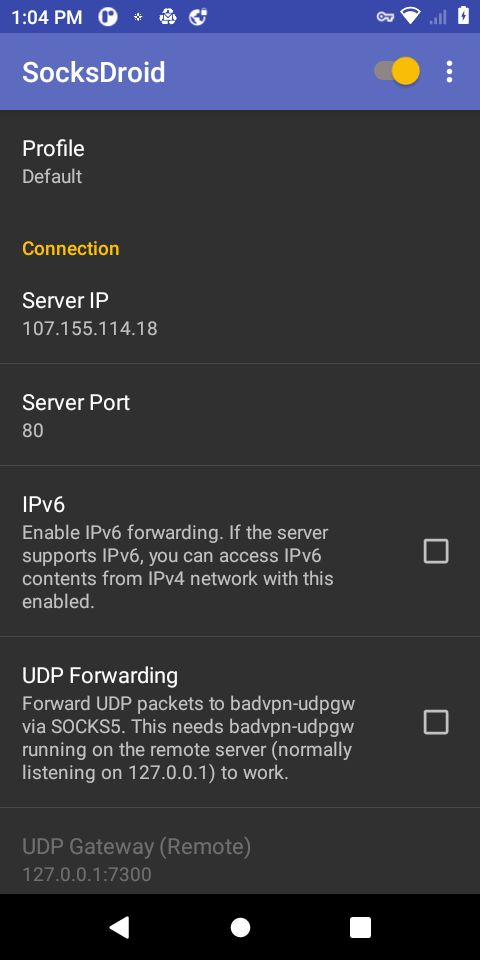 1:04 PM
SocksDroid
Profile
Default
Connection
Server IP
107.155.114.18
Server Port
80
IPv6
Enable IPv6 forwarding. If the server
supports IPv6, you can access IPv6
contents from IPv4 network with this
enabled.
UDP Forwarding
Forward UDP packets to badvpn-udpgw
via SOCKS5. This needs badvpn-udpgw
running on the remote server (normally
listening on 127.0.0.1) to work.
UDP Gateway (Remote)
127.0.0.1:7300